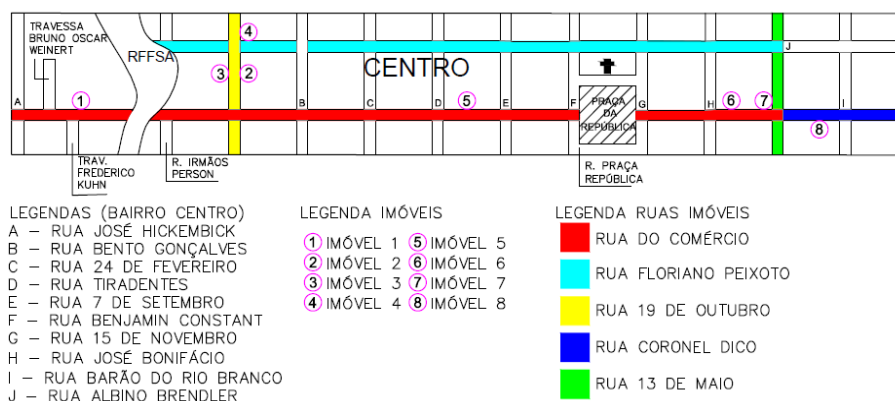 TRAVESSA
BRUNO OSCAR
WEINERT
RFFSA
4
J
3 2
CENTRO
A
1
B
C
D
5
E
F
PRAÇA
DA
REPÚBLICA
G
H
6
7
I
8
TRAV.
FREDERICO
KUHN
R. IRMÃOS
PERSON
R. PRAÇA
REPÚBLICA
LEGENDAS (BAIRRO CENTRO)
A – RUA JOSÉ HICKEMBICK
B – RUA BENTO GONÇALVES
C – RUA 24 DE FEVEREIRO
D – RUA TIRADENTES
E – RUA 7 DE SETEMBRO
F – RUA BENJAMIN CONSTANT
G – RUA 15 DE NOVEMBRO
H – RUA JOSÉ BONIFÁCIO
I – RUA BARÃO DO RIO BRANCO
J – RUA ALBINO BRENDLER
LEGENDA IMÓVEIS
1 IMÓVEL 1 5 IMÓVEL 5
2 IMÓVEL 2 6 IMÓVEL 6
3 IMÓVEL 3 7 IMÓVEL 7
4 IMÓVEL 4 8 IMÓVEL 8
LEGENDA RUAS IMÓVEIS
RUA DO COMÉRCIO
RUA FLORIANO PEIXOTO
RUA 19 DE OUTUBRO
RUA CORONEL DICO
RUA 13 DE MAIO